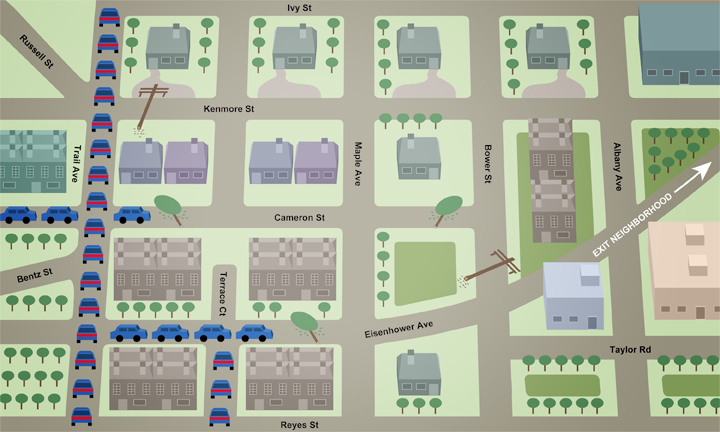 Ivy St
Russell St
Kenmore St
Trail Ave
Maple Ave
Bower St
Albany Ave
Cameron St
EXIT NEIGHBORHOOD
Bentz St
Terrace Ct
Eisenhower Ave
Taylor Rd
Reyes St